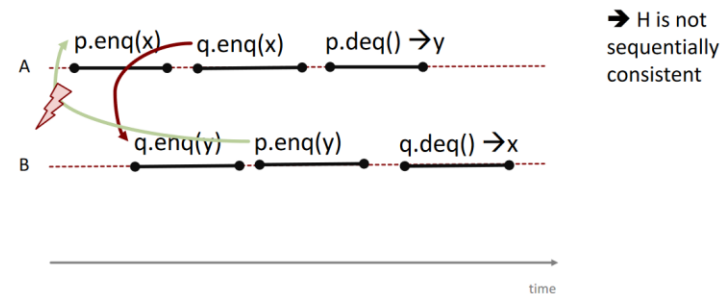 p.enq(x) q.enq(x) p.deq() →y
A
q.enq(y) p.enq(y) q.deq() →x
B
time
➔ H is not
sequentially
consistent